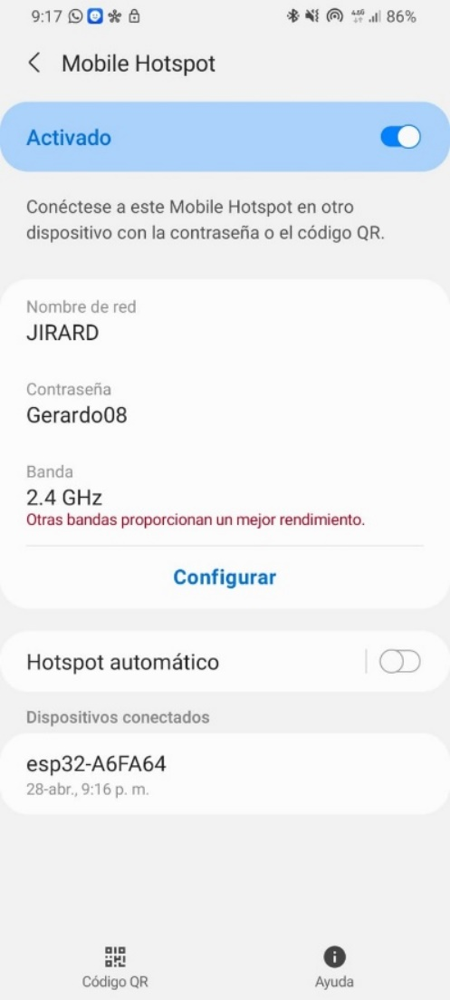 9:17 86%
Mobile Hotspot
Activado
Conéctese a este Mobile Hotspot en otro
dispositivo con la contraseña o el código QR.
Nombre de red
JIRARD
Contraseña
Gerardo08
Banda
2.4 GHz
Otras bandas proporcionan un mejor rendimiento.
Configurar
Hotspot automático
Dispositivos conectados
esp32-A6FA64
28-abr., 9:16 p. m.
Código QR
Ayuda